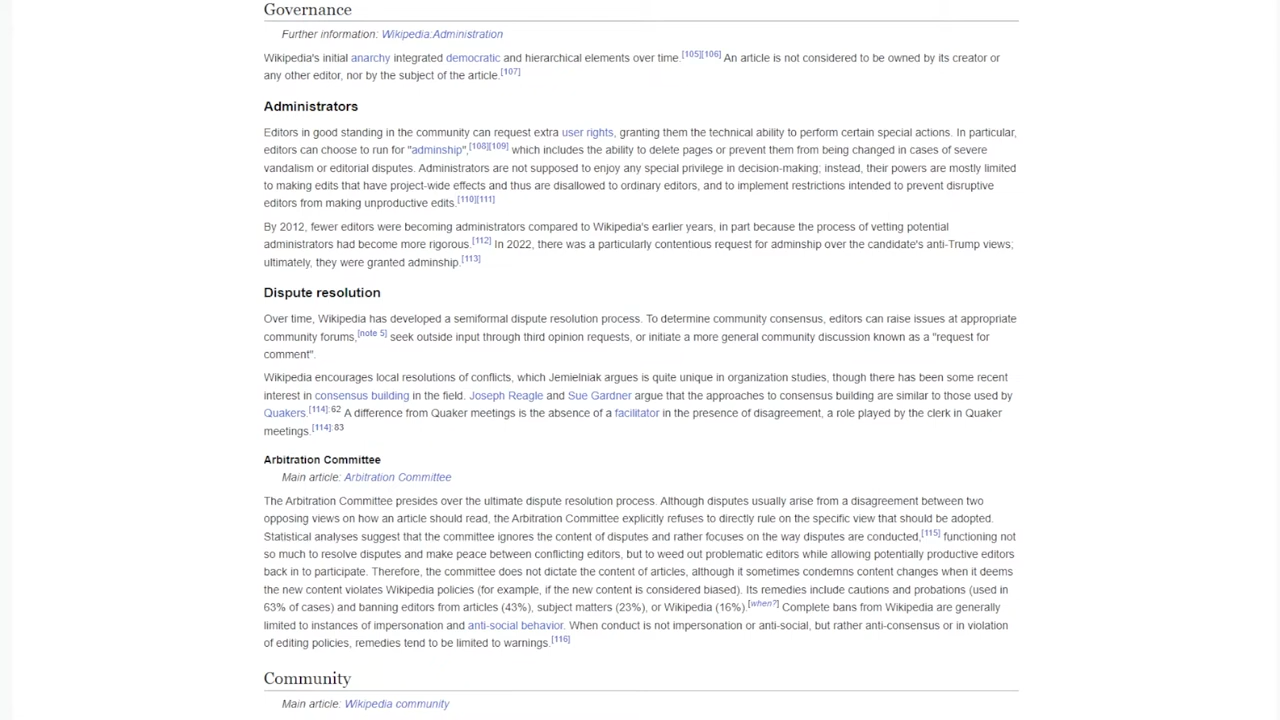 Governance
Further information: Wikipedia:Administration
Wikipedia's initial anarchy integrated democratic and hierarchical elements over time.[105][106] An article is not considered to be owned by its creator or
any other editor, nor by the subject of the article.[107]
Administrators
Editors in good standing in the community can request extra user rights, granting them the technical ability to perform certain special actions. In particular,
editors can choose to run for "adminship",[108][109] which includes the ability to delete pages or prevent them from being changed in cases of severe
vandalism or editorial disputes. Administrators are not supposed to enjoy any special privilege in decision-making; instead, their powers are mostly limited
to making edits that have project-wide effects and thus are disallowed to ordinary editors, and to implement restrictions intended to prevent disruptive
editors from making unproductive edits.[110][111]
By 2012, fewer editors were becoming administrators compared to Wikipedia's earlier years, in part because the process of vetting potential
administrators had become more rigorous.[112] In 2022, there was a particularly contentious request for adminship over the candidate's anti-Trump views;
ultimately, they were granted adminship.[113]
Dispute resolution
Over time, Wikipedia has developed a semiformal dispute resolution process. To determine community consensus, editors can raise issues at appropriate
community forums,[note 5] seek outside input through third opinion requests, or initiate a more general community discussion known as a "request for
comment".
Wikipedia encourages local resolutions of conflicts, which Jemielniak argues is quite unique in organization studies, though there has been some recent
interest in consensus building in the field. Joseph Reagle and Sue Gardner argue that the approaches to consensus building are similar to those used by
Quakers.[114]:62 A difference from Quaker meetings is the absence of a facilitator in the presence of disagreement, a role played by the clerk in Quaker
meetings.[114]:83
Arbitration Committee
Main article: Arbitration Committee
The Arbitration Committee presides over the ultimate dispute resolution process. Although disputes usually arise from a disagreement between two
opposing views on how an article should read, the Arbitration Committee explicitly refuses to directly rule on the specific view that should be adopted.
Statistical analyses suggest that the committee ignores the content of disputes and rather focuses on the way disputes are conducted,[115] functioning not
so much to resolve disputes and make peace between conflicting editors, but to weed out problematic editors while allowing potentially productive editors
back in to participate. Therefore, the committee does not dictate the content of articles, although it sometimes condemns content changes when it deems
the new content violates Wikipedia policies (for example, if the new content is considered biased). Its remedies include cautions and probations (used in
63% of cases) and banning editors from articles (43%), subject matters (23%), or Wikipedia (16%).[when?] Complete bans from Wikipedia are generally
limited to instances of impersonation and anti-social behavior. When conduct is not impersonation or anti-social, but rather anti-consensus or in violation
of editing policies, remedies tend to be limited to warnings.[116]
Community
Main article: Wikipedia community